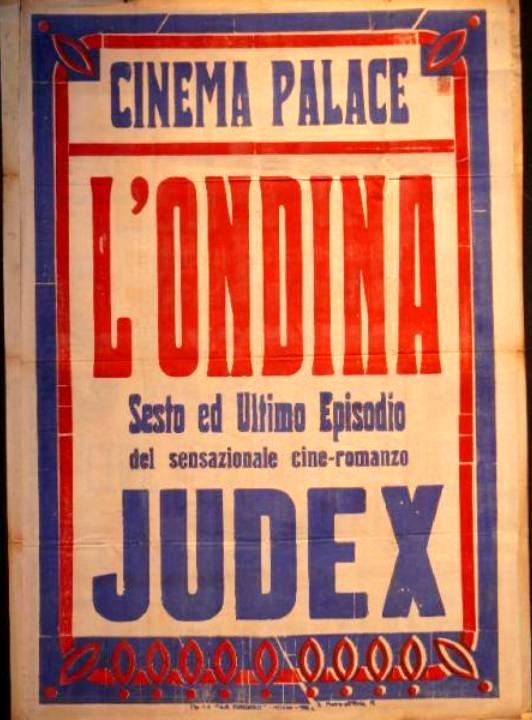 CINEMA PALACE
L'ONDINA
Sesto ed Ultimo Episodio
del sensazionale cine-romanzo
JUDEX